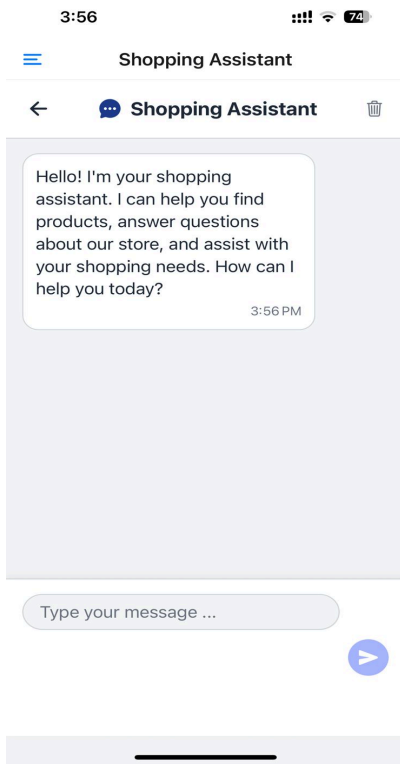 3:56
74
Shopping Assistant
Shopping Assistant
Hello! I'm your shopping
assistant. I can help you find
products, answer questions
about our store, and assist with
your shopping needs. How can I
help you today?
3:56 PM
Type your message ...